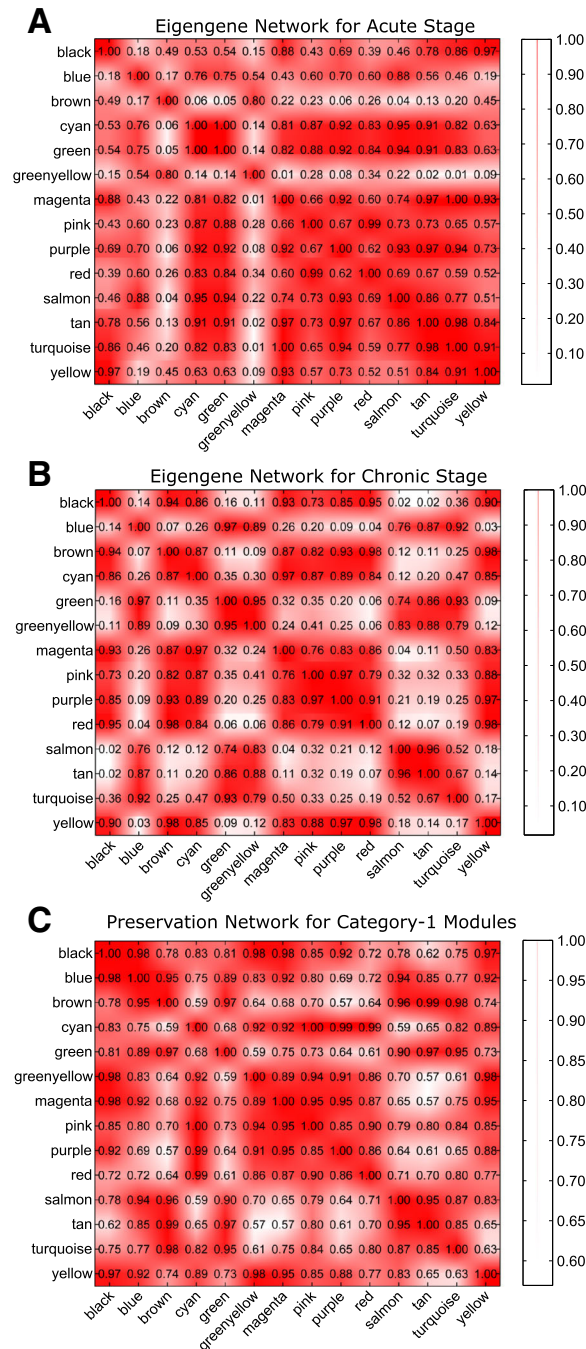 A
Eigengene Network for Acute Stage
black 1.00 0.18 0.49 0.53 0.54 0.15 0.88 0.43 0.69 0.39 0.46 0.78 0.86 0.97
blue 0.18 1.00 0.17 0.76 0.75 0.54 0.43 0.60 0.70 0.60 0.88 0.56 0.46 0.19
brown 0.49 0.17 1.00 0.06 0.05 0.80 0.22 0.23 0.06 0.26 0.04 0.13 0.20 0.45
cyan 0.53 0.76 0.06 1.00 1.00 0.14 0.81 0.87 0.92 0.83 0.95 0.91 0.82 0.63
green 0.54 0.75 0.05 1.00 1.00 0.14 0.82 0.88 0.92 0.84 0.94 0.91 0.83 0.63
greenyellow 0.15 0.54 0.80 0.14 0.14 1.00 0.01 0.28 0.08 0.34 0.22 0.02 0.01 0.09
magenta 0.88 0.43 0.22 0.81 0.82 0.01 1.00 0.66 0.92 0.60 0.74 0.97 1.00 0.93
pink 0.43 0.60 0.23 0.87 0.88 0.28 0.66 1.00 0.67 0.99 0.73 0.73 0.65 0.57
purple 0.69 0.70 0.06 0.92 0.92 0.08 0.92 0.67 1.00 0.62 0.93 0.97 0.94 0.73
red 0.39 0.60 0.26 0.83 0.84 0.34 0.60 0.99 0.62 1.00 0.69 0.67 0.59 0.52
salmon 0.46 0.88 0.04 0.95 0.94 0.22 0.74 0.73 0.93 0.69 1.00 0.86 0.77 0.51
tan 0.78 0.56 0.13 0.91 0.91 0.02 0.97 0.73 0.97 0.67 0.86 1.00 0.98 0.84
turquoise 0.86 0.46 0.20 0.82 0.83 0.01 1.00 0.65 0.94 0.59 0.77 0.98 1.00 0.91
yellow 0.97 0.19 0.45 0.63 0.63 0.09 0.93 0.57 0.73 0.52 0.51 0.84 0.91 1.00
black blue brown cyan green greenyellow magenta pink purple red salmon tan turquoise yellow
1.00
0.90
0.80
0.70
0.60
0.50
0.40
0.30
0.20
0.10
B
Eigengene Network for Chronic Stage
black 1.00 0.14 0.94 0.86 0.16 0.11 0.93 0.73 0.85 0.95 0.02 0.02 0.36 0.90
blue 0.14 1.00 0.07 0.26 0.97 0.89 0.26 0.20 0.09 0.04 0.76 0.87 0.92 0.03
brown 0.94 0.07 1.00 0.87 0.11 0.09 0.87 0.82 0.93 0.98 0.12 0.11 0.25 0.98
cyan 0.86 0.26 0.87 1.00 0.35 0.30 0.97 0.87 0.89 0.84 0.12 0.20 0.47 0.85
green 0.16 0.97 0.11 0.35 1.00 0.95 0.32 0.35 0.20 0.06 0.74 0.86 0.93 0.09
greenyellow 0.11 0.89 0.09 0.30 0.95 1.00 0.24 0.41 0.25 0.06 0.83 0.88 0.79 0.12
magenta 0.93 0.26 0.87 0.97 0.32 0.24 1.00 0.76 0.83 0.86 0.04 0.11 0.50 0.83
pink 0.73 0.20 0.82 0.87 0.35 0.41 0.76 1.00 0.97 0.79 0.32 0.32 0.33 0.88
purple 0.85 0.09 0.93 0.89 0.20 0.25 0.83 0.97 1.00 0.91 0.21 0.19 0.25 0.97
red 0.95 0.04 0.98 0.84 0.06 0.06 0.86 0.79 0.91 1.00 0.12 0.07 0.19 0.98
salmon 0.02 0.76 0.12 0.12 0.74 0.83 0.04 0.32 0.21 0.12 1.00 0.96 0.52 0.18
tan 0.02 0.87 0.11 0.20 0.86 0.88 0.11 0.32 0.19 0.07 0.96 1.00 0.67 0.14
turquoise 0.36 0.92 0.25 0.47 0.93 0.79 0.50 0.33 0.25 0.19 0.52 0.67 1.00 0.17
yellow 0.90 0.03 0.98 0.85 0.09 0.12 0.83 0.88 0.97 0.98 0.18 0.14 0.17 1.00
black blue brown cyan green greenyellow magenta pink purple red salmon tan turquoise yellow
1.00
0.90
0.80
0.70
0.60
0.50
0.40
0.30
0.20
0.10
C
Preservation Network for Category-1 Modules
black 1.00 0.98 0.78 0.83 0.81 0.98 0.98 0.85 0.92 0.72 0.78 0.62 0.75 0.97
blue 0.98 1.00 0.95 0.75 0.89 0.83 0.92 0.80 0.69 0.72 0.94 0.85 0.77 0.92
brown 0.78 0.95 1.00 0.59 0.97 0.64 0.68 0.70 0.57 0.64 0.96 0.99 0.98 0.74
cyan 0.83 0.75 0.59 1.00 0.68 0.92 0.92 1.00 0.99 0.99 0.59 0.65 0.82 0.89
green 0.81 0.89 0.97 0.68 1.00 0.59 0.75 0.73 0.64 0.61 0.90 0.97 0.95 0.73
greenyellow 0.98 0.83 0.64 0.92 0.59 1.00 0.89 0.94 0.91 0.86 0.70 0.57 0.61 0.98
magenta 0.98 0.92 0.68 0.92 0.75 0.89 1.00 0.95 0.95 0.87 0.65 0.57 0.75 0.95
pink 0.85 0.80 0.70 1.00 0.73 0.94 0.95 1.00 0.85 0.90 0.79 0.80 0.84 0.85
purple 0.92 0.69 0.57 0.99 0.64 0.91 0.95 0.85 1.00 0.86 0.64 0.61 0.65 0.88
red 0.72 0.72 0.64 0.99 0.61 0.86 0.87 0.90 0.86 1.00 0.71 0.70 0.80 0.77
salmon 0.78 0.94 0.96 0.59 0.90 0.70 0.65 0.79 0.64 0.71 1.00 0.95 0.87 0.83
tan 0.62 0.85 0.99 0.65 0.97 0.57 0.57 0.80 0.61 0.70 0.95 1.00 0.85 0.65
turquoise 0.75 0.77 0.98 0.82 0.95 0.61 0.75 0.84 0.65 0.80 0.87 0.85 1.00 0.63
yellow 0.97 0.92 0.74 0.89 0.73 0.98 0.95 0.85 0.88 0.77 0.83 0.65 0.63 1.00
black blue brown cyan green greenyellow magenta pink purple red salmon tan turquoise yellow
1.00
0.95
0.90
0.85
0.80
0.75
0.70
0.65
0.60